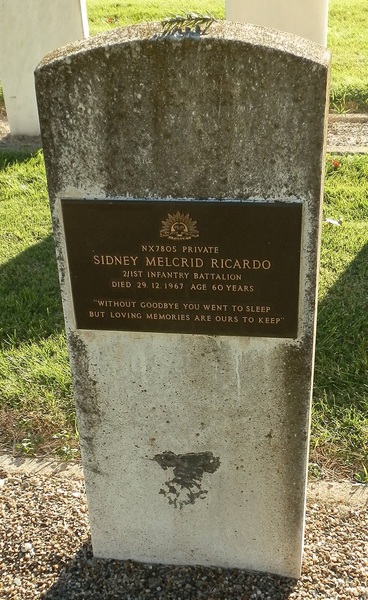 NX7805 PRIVATE
SIDNEY MELCRID RICARDO
2/1ST INFANTRY BATTALION
DIED 29.12.1967 AGE 60 YEARS
"WITHOUT GOODBYE YOU WENT TO SLEEP
BUT LOVING MEMORIES ARE OURS TO KEEP"